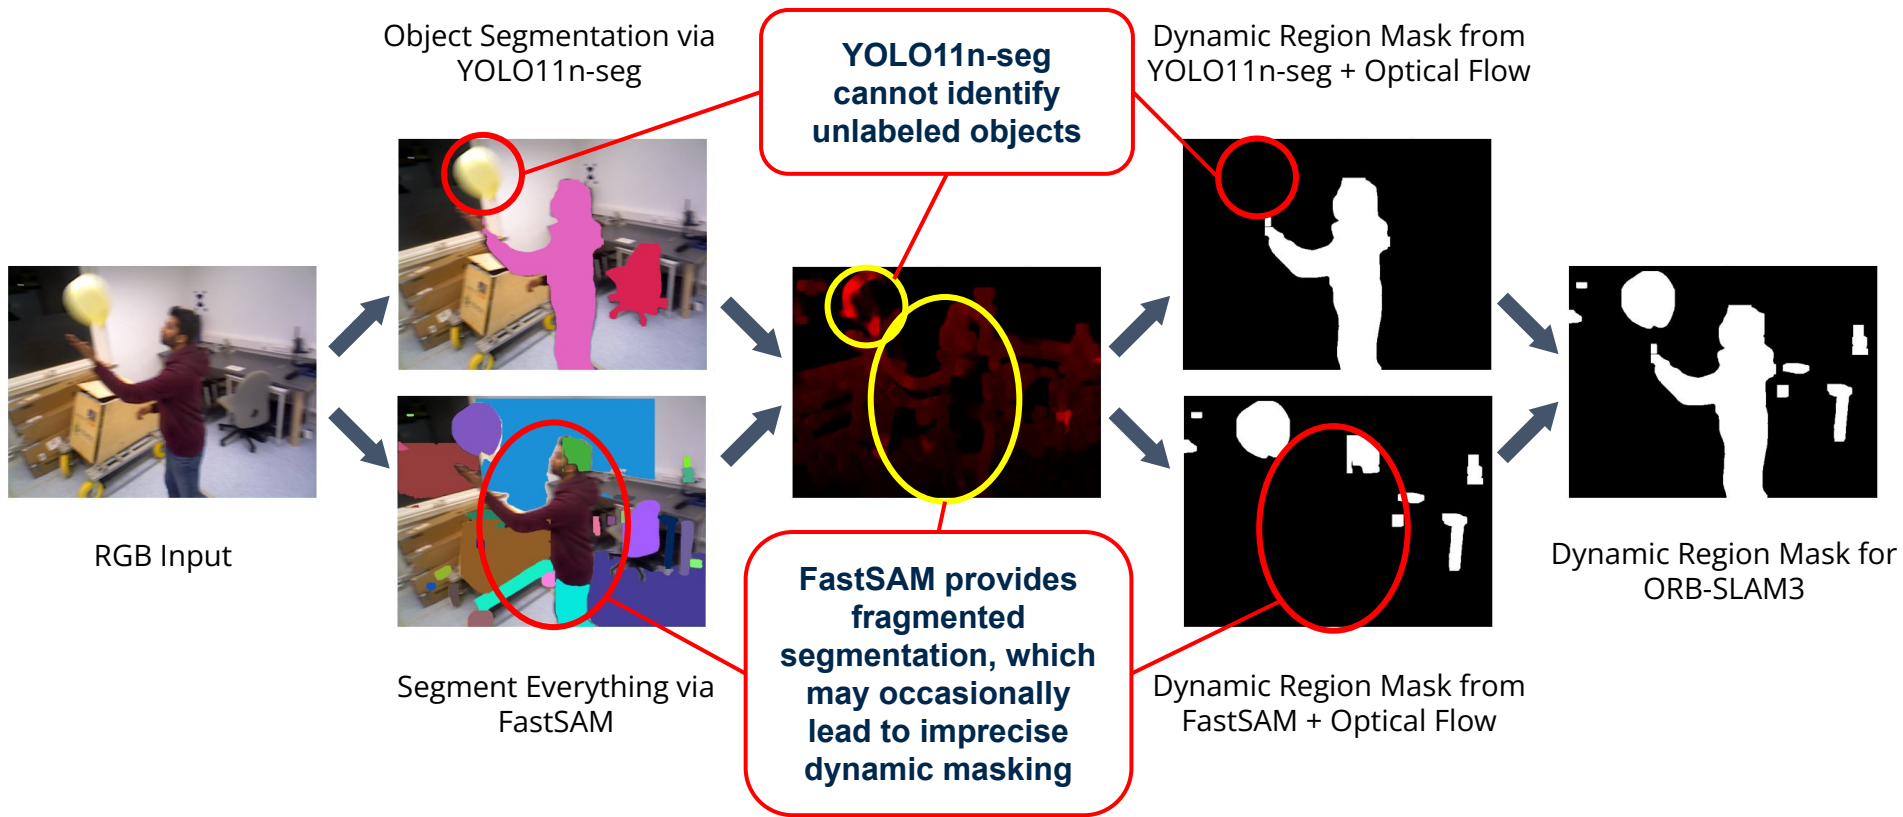 Object Segmentation via
YOLO11n-seg
YOLO11n-seg
cannot identify
unlabeled objects
Dynamic Region Mask from
YOLO11n-seg + Optical Flow
RGB Input
Dynamic Region Mask for
ORB-SLAM3
Segment Everything via
FastSAM
FastSAM provides
fragmented
segmentation, which
may occasionally
lead to imprecise
dynamic masking
Dynamic Region Mask from
FastSAM + Optical Flow